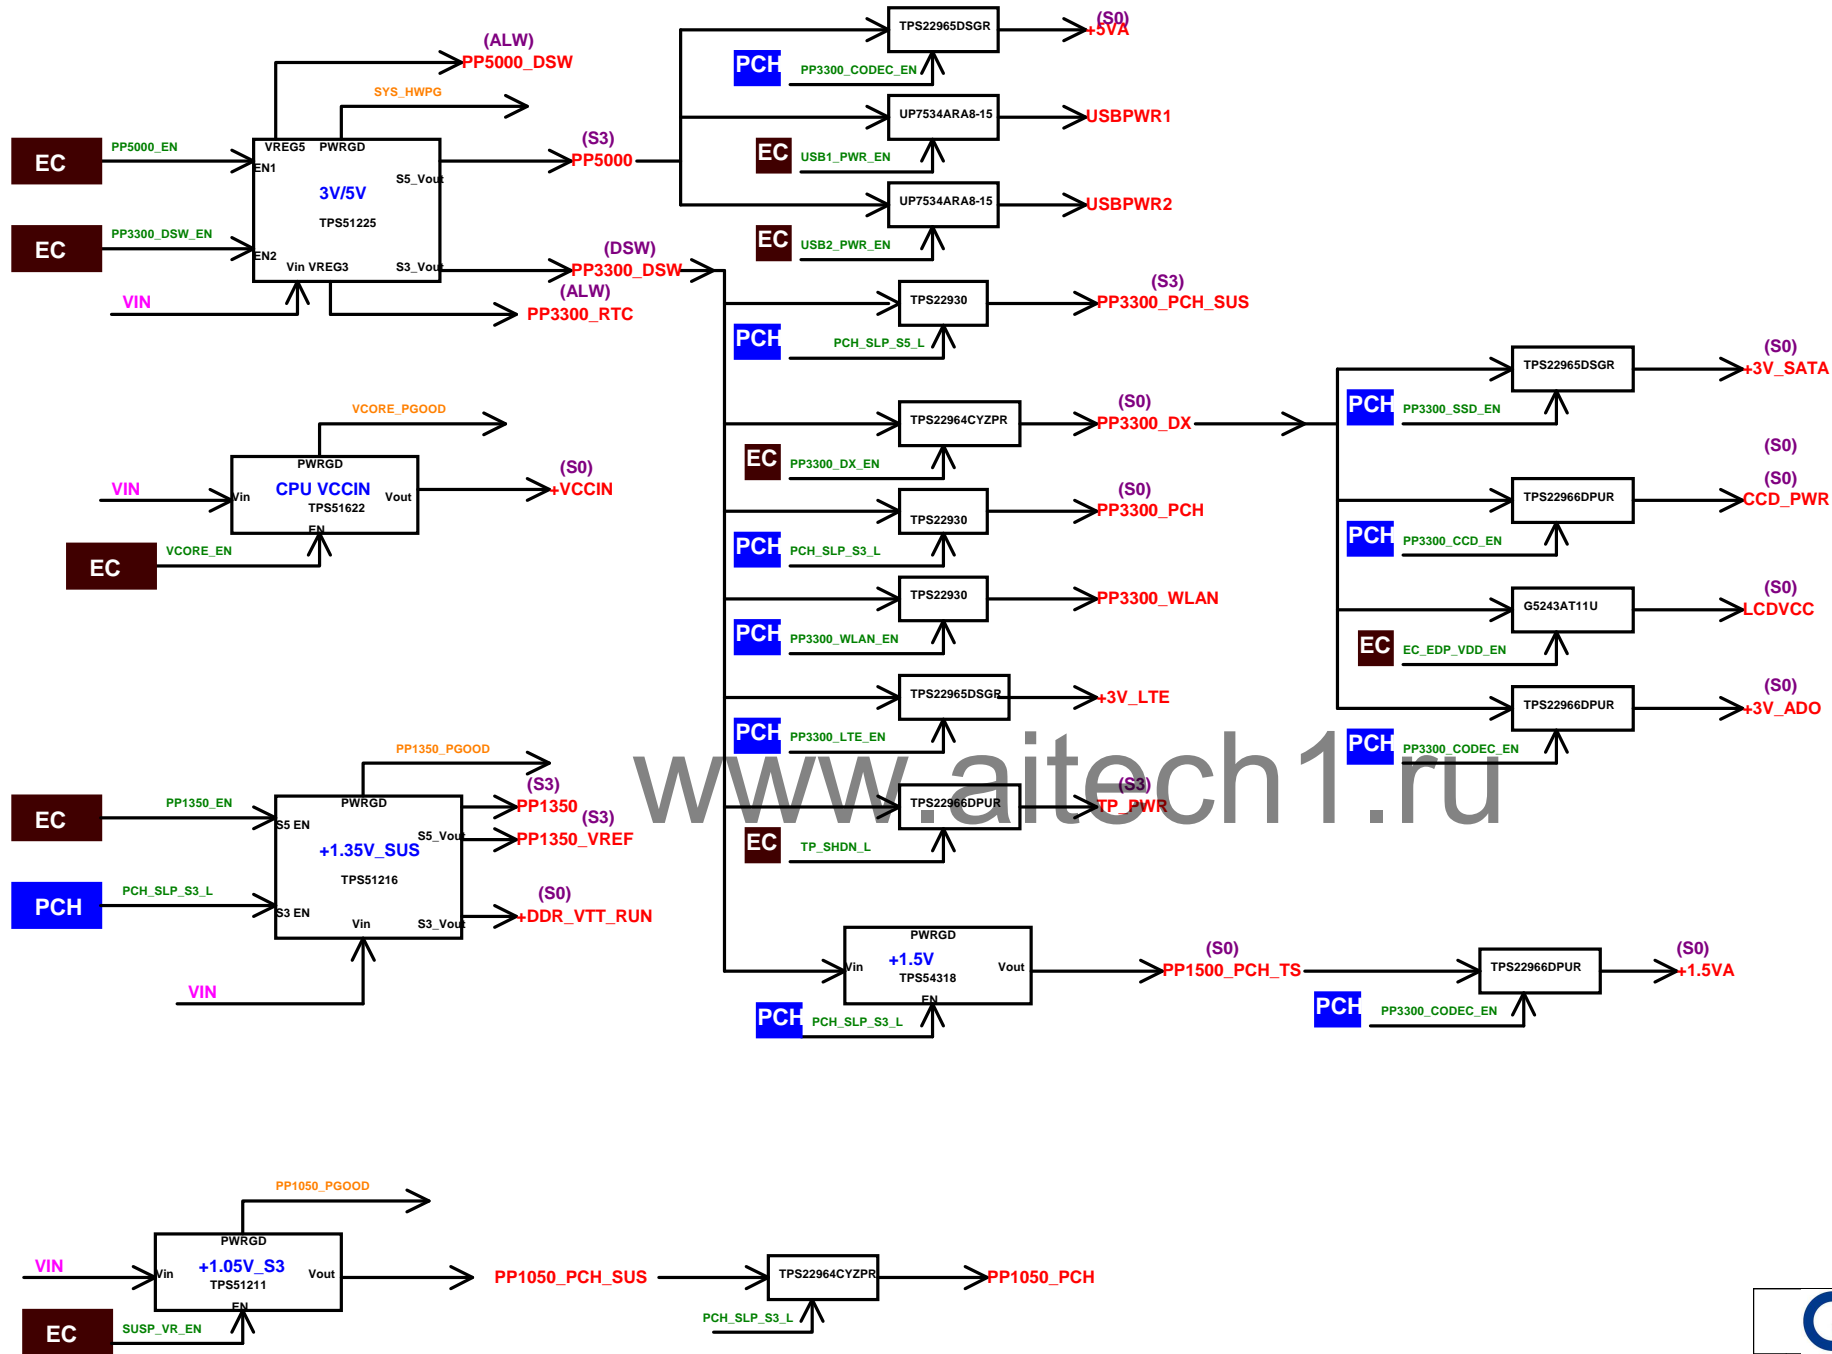 (ALW)
PP5000_DSW
SYS_HWPG
EC
PP5000_EN
VREG5 PWRGD
EN1
S5_Vout
3V/5V
TPS51225
(S3)
PP5000
EC
PP3300_DSW_EN
EN2
Vin VREG3
S3_Vout
(DSW)
PP3300_DSW
(ALW)
PP3300_RTC
VIN
TPS22965DSGR
(S0)
+5VA
PCH
PP3300_CODEC_EN
UP7534ARA8-15
USBPWR1
EC
USB1_PWR_EN
UP7534ARA8-15
USBPWR2
EC
USB2_PWR_EN
TPS22930
(S3)
PP3300_PCH_SUS
PCH
PCH_SLP_S5_L
TPS22964CYZPR
(S0)
PP3300_DX
EC
PP3300_DX_EN
TPS22930
(S0)
PP3300_PCH
PCH
PCH_SLP_S3_L
TPS22930
PP3300_WLAN
PCH
PP3300_WLAN_EN
TPS22965DSGR
+3V_LTE
PCH
PP3300_LTE_EN
TPS22966DPUR
(S3)
TP_PWR
EC
TP_SHDN_L
PWRGD
Vin
+1.5V
Vout
TPS54318
EN
PCH
PCH_SLP_S3_L
(S0)
PP1500_PCH_TS
TPS22966DPUR
(S0)
+1.5VA
PCH
PP3300_CODEC_EN
TPS22965DSGR
(S0)
+3V_SATA
PCH
PP3300_SSD_EN
(S0)
TPS22966DPUR
(S0)
CCD_PWR
PCH
PP3300_CCD_EN
G5243AT11U
(S0)
LCDVCC
EC
EC_EDP_VDD_EN
TPS22966DPUR
(S0)
+3V_ADO
PCH
PP3300_CODEC_EN
VCORE_PGOOD
PWRGD
VIN
Vin
CPU VCCIN
Vout
TPS51622
EN
(S0)
+VCCIN
EC
VCORE_EN
PP1350_PGOOD
EC
PP1350_EN
PWRGD
S5 EN
S5_Vout
+1.35V_SUS
TPS51216
(S3)
PP1350
(S3)
PP1350_VREF
PCH
PCH_SLP_S3_L
S3 EN
Vin
S3_Vout
(S0)
+DDR_VTT_RUN
VIN
www.aitech1.ru
PP1050_PGOOD
PWRGD
VIN
Vin
+1.05V_S3
Vout
TPS51211
EN
EC
SUSP_VR_EN
PP1050_PCH_SUS
TPS22964CYZPR
PP1050_PCH
PCH_SLP_S3_L